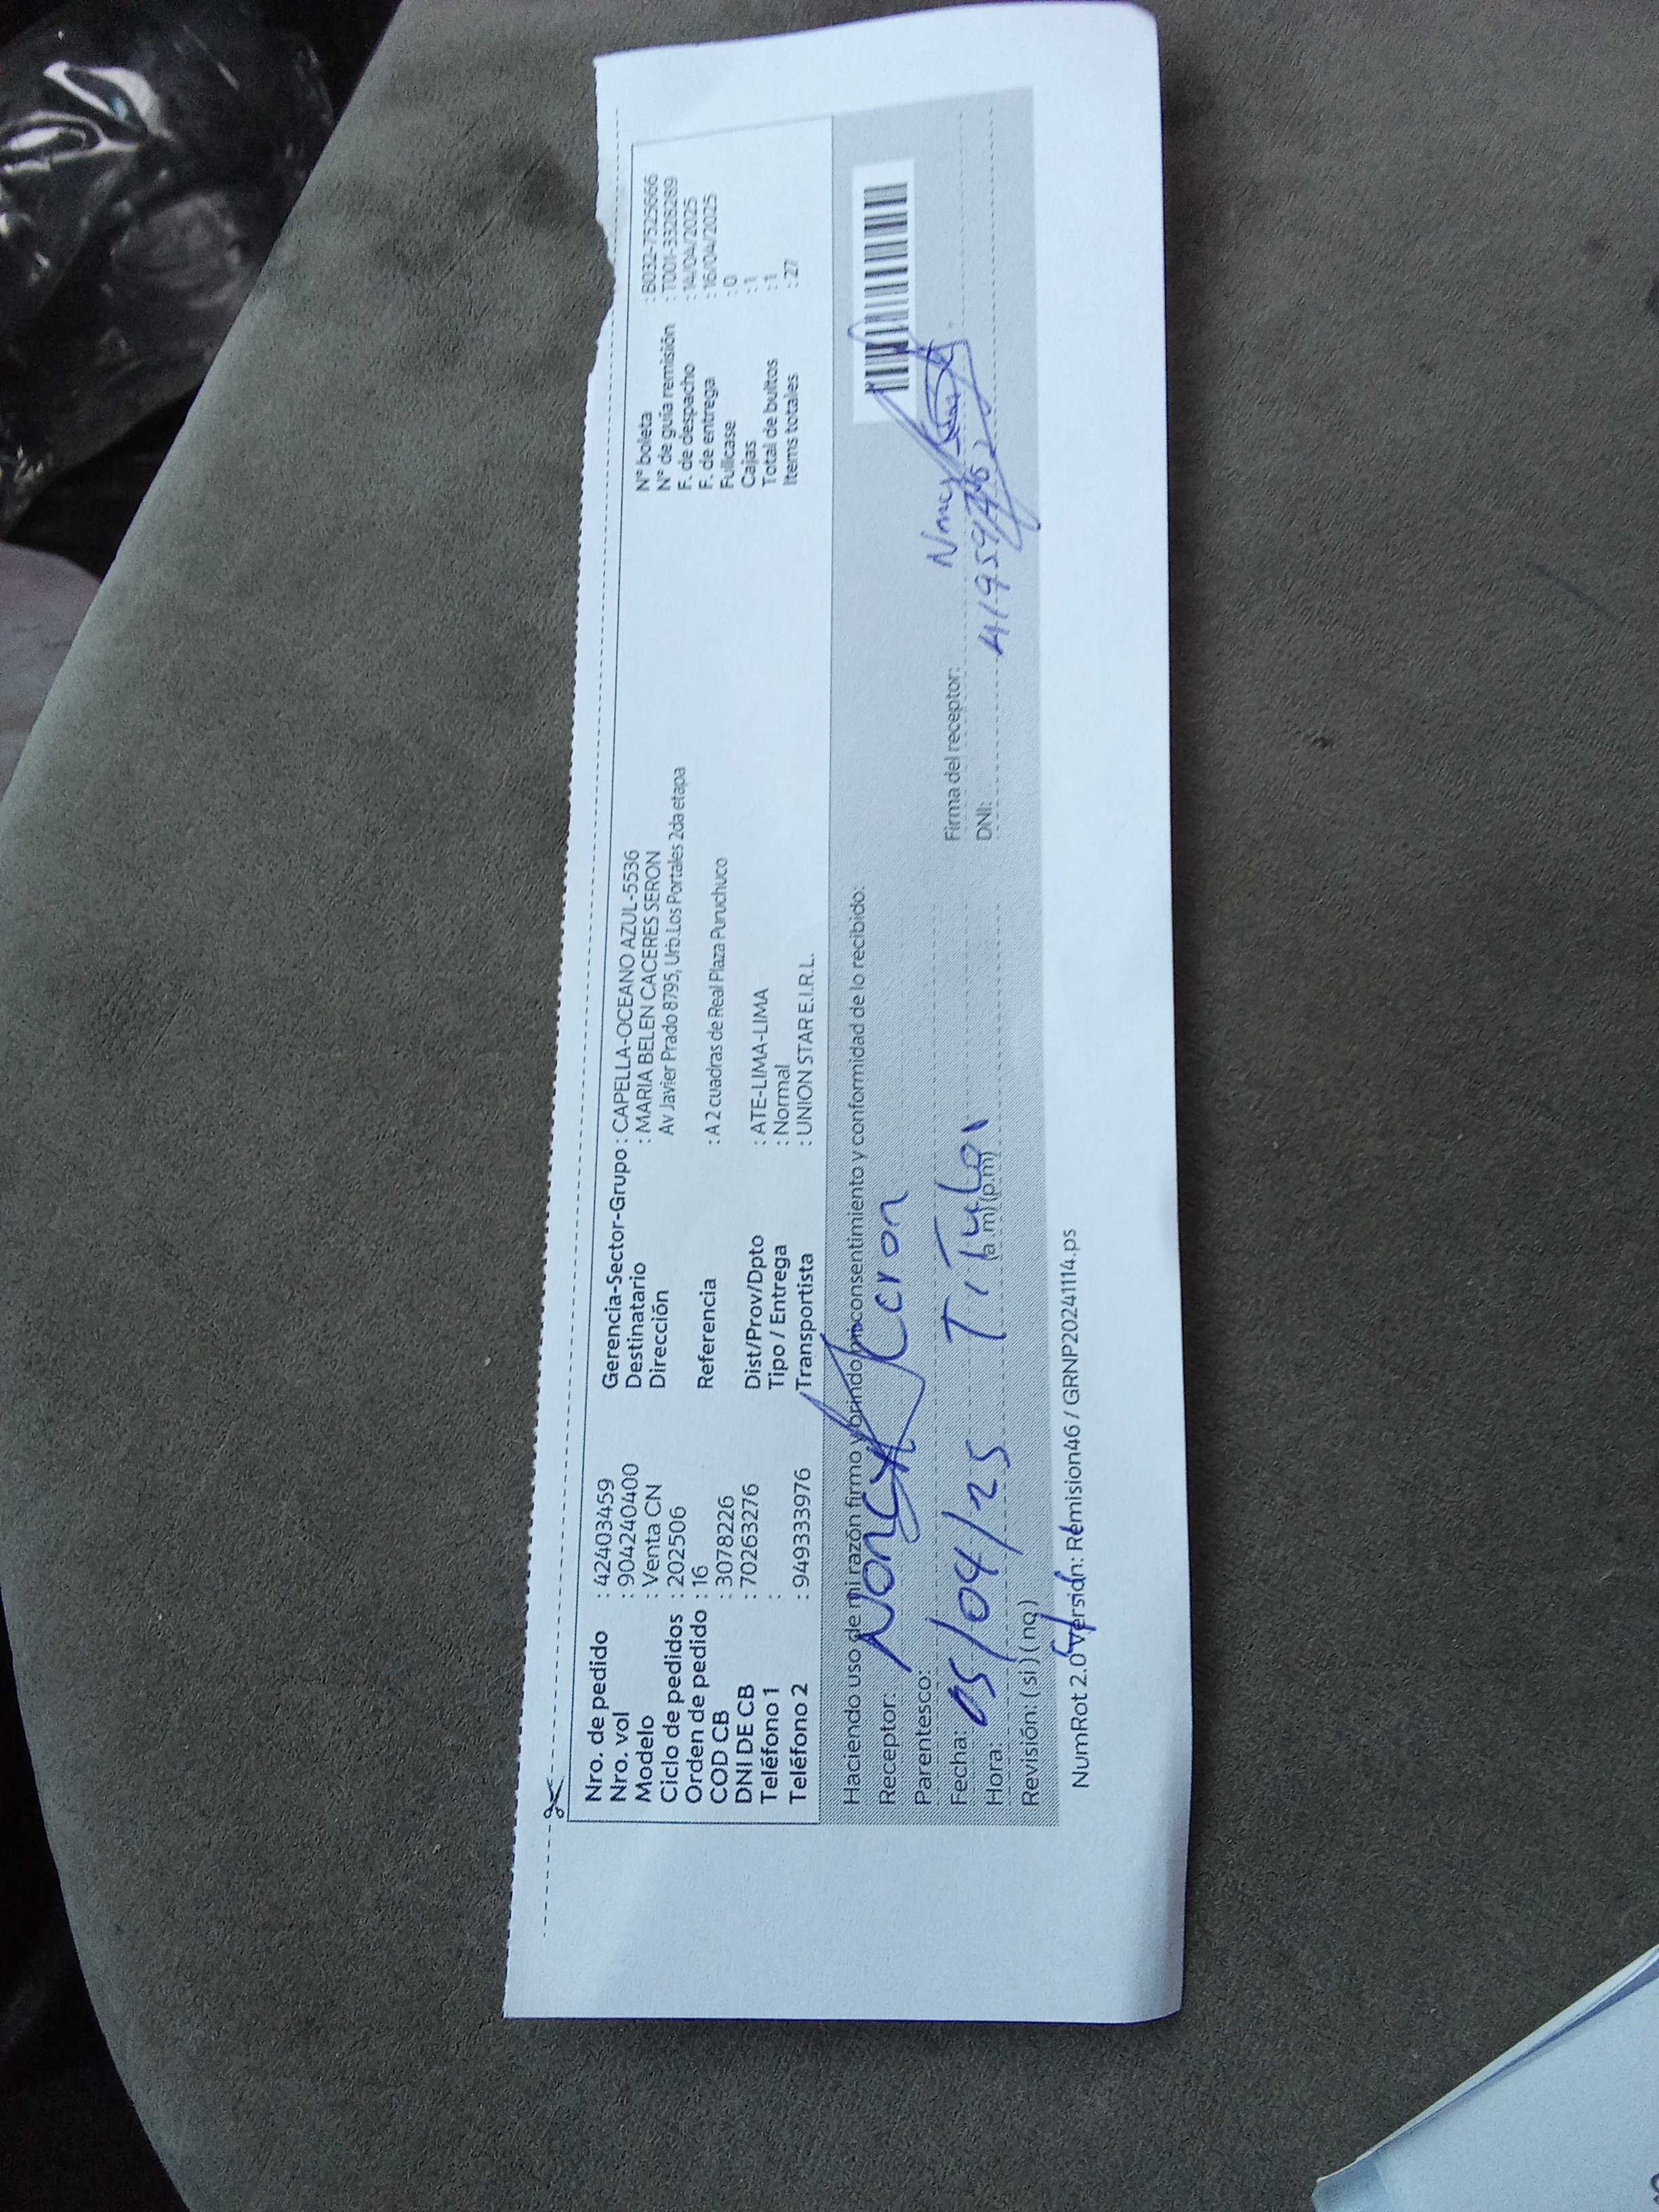 Nro. de pedido : 42403459
Nro. vol : 904240400
Modelo : Venta CN
Ciclo de pedidos : 202506
Orden de pedido : 16
COD CB : 3078226
DNI DE CB : 70263276
Teléfono 1 :
Teléfono 2 : 949333976
Gerencia-Sector-Grupo : CAPELLA-OCEANO AZUL-5536
Destinatario : MARIA BELEN CACERES SERON
Dirección Av Javier Prado 8795, Urb.Los Portales 2da etapa
Referencia : A 2 cuadras de Real Plaza Puruchuco
Dist/Prov/Dpto : ATE-LIMA-LIMA
Tipo / Entrega : Normal
Transportista : UNION STAR E.I.R.L.
N° boleta : B032-7525666
N° de guía remisión : T001-3328289
F. de despacho : 14/04/2025
F. de entrega : 16/04/2025
Fullcase : 0
Cajas : 1
Total de bultos : 1
Items totales : 27
Haciendo uso de mi razón firmo y brindo mi consentimiento y conformidad de lo recibido:
Receptor: Nancy
Parentesco:
Fecha: 05/04/25 Titular
Hora: (a.m) (p.m)
Revisión: (si) (no)
Firma del receptor: Nancy
DNI:
NumRot 2.0 versión: Remision46 / GRNP20241114.ps